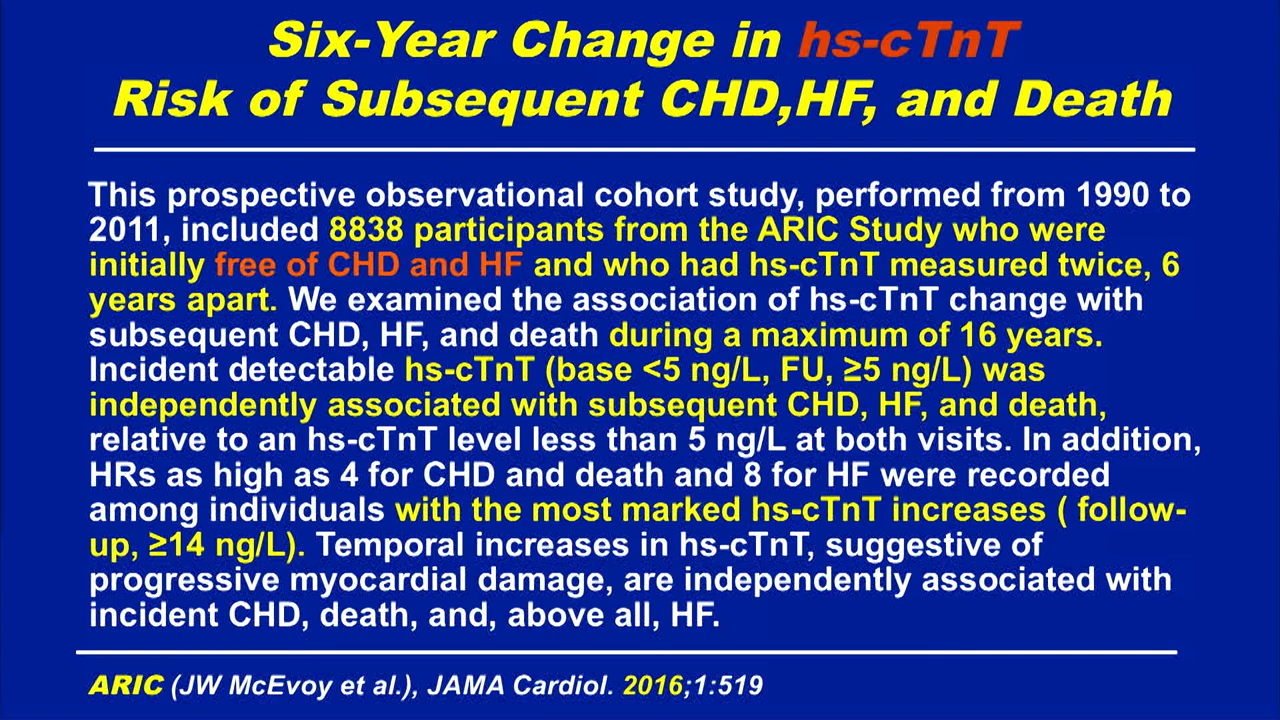 Six-Year Change in hs-cTnT
Risk of Subsequent CHD,HF, and Death
This prospective observational cohort study, performed from 1990 to
2011, included 8838 participants from the ARIC Study who were
initially free of CHD and HF and who had hs-cTnT measured twice, 6
years apart. We examined the association of hs-cTnT change with
subsequent CHD, HF, and death during a maximum of 16 years.
Incident detectable hs-cTnT (base <5 ng/L, FU, ≥5 ng/L) was
independently associated with subsequent CHD, HF, and death,
relative to an hs-cTnT level less than 5 ng/L at both visits. In addition,
HRs as high as 4 for CHD and death and 8 for HF were recorded
among individuals with the most marked hs-cTnT increases ( follow-
up, ≥14 ng/L). Temporal increases in hs-cTnT, suggestive of
progressive myocardial damage, are independently associated with
incident CHD, death, and, above all, HF.
ARIC (JW McEvoy et al.), JAMA Cardiol. 2016;1:519